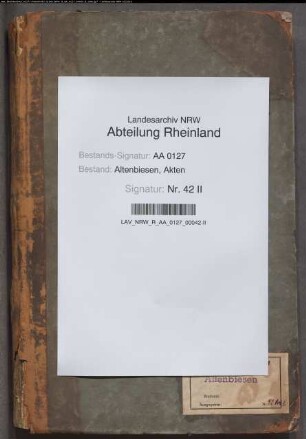 Landesarchiv NRW
Abteilung Rheinland
Bestands-Signatur: AA 0127
Bestand: Altenbiesen, Akten
Signatur: Nr. 42 II
LAV_NRW_R_AA_0127_00042-II
Altenbiesen